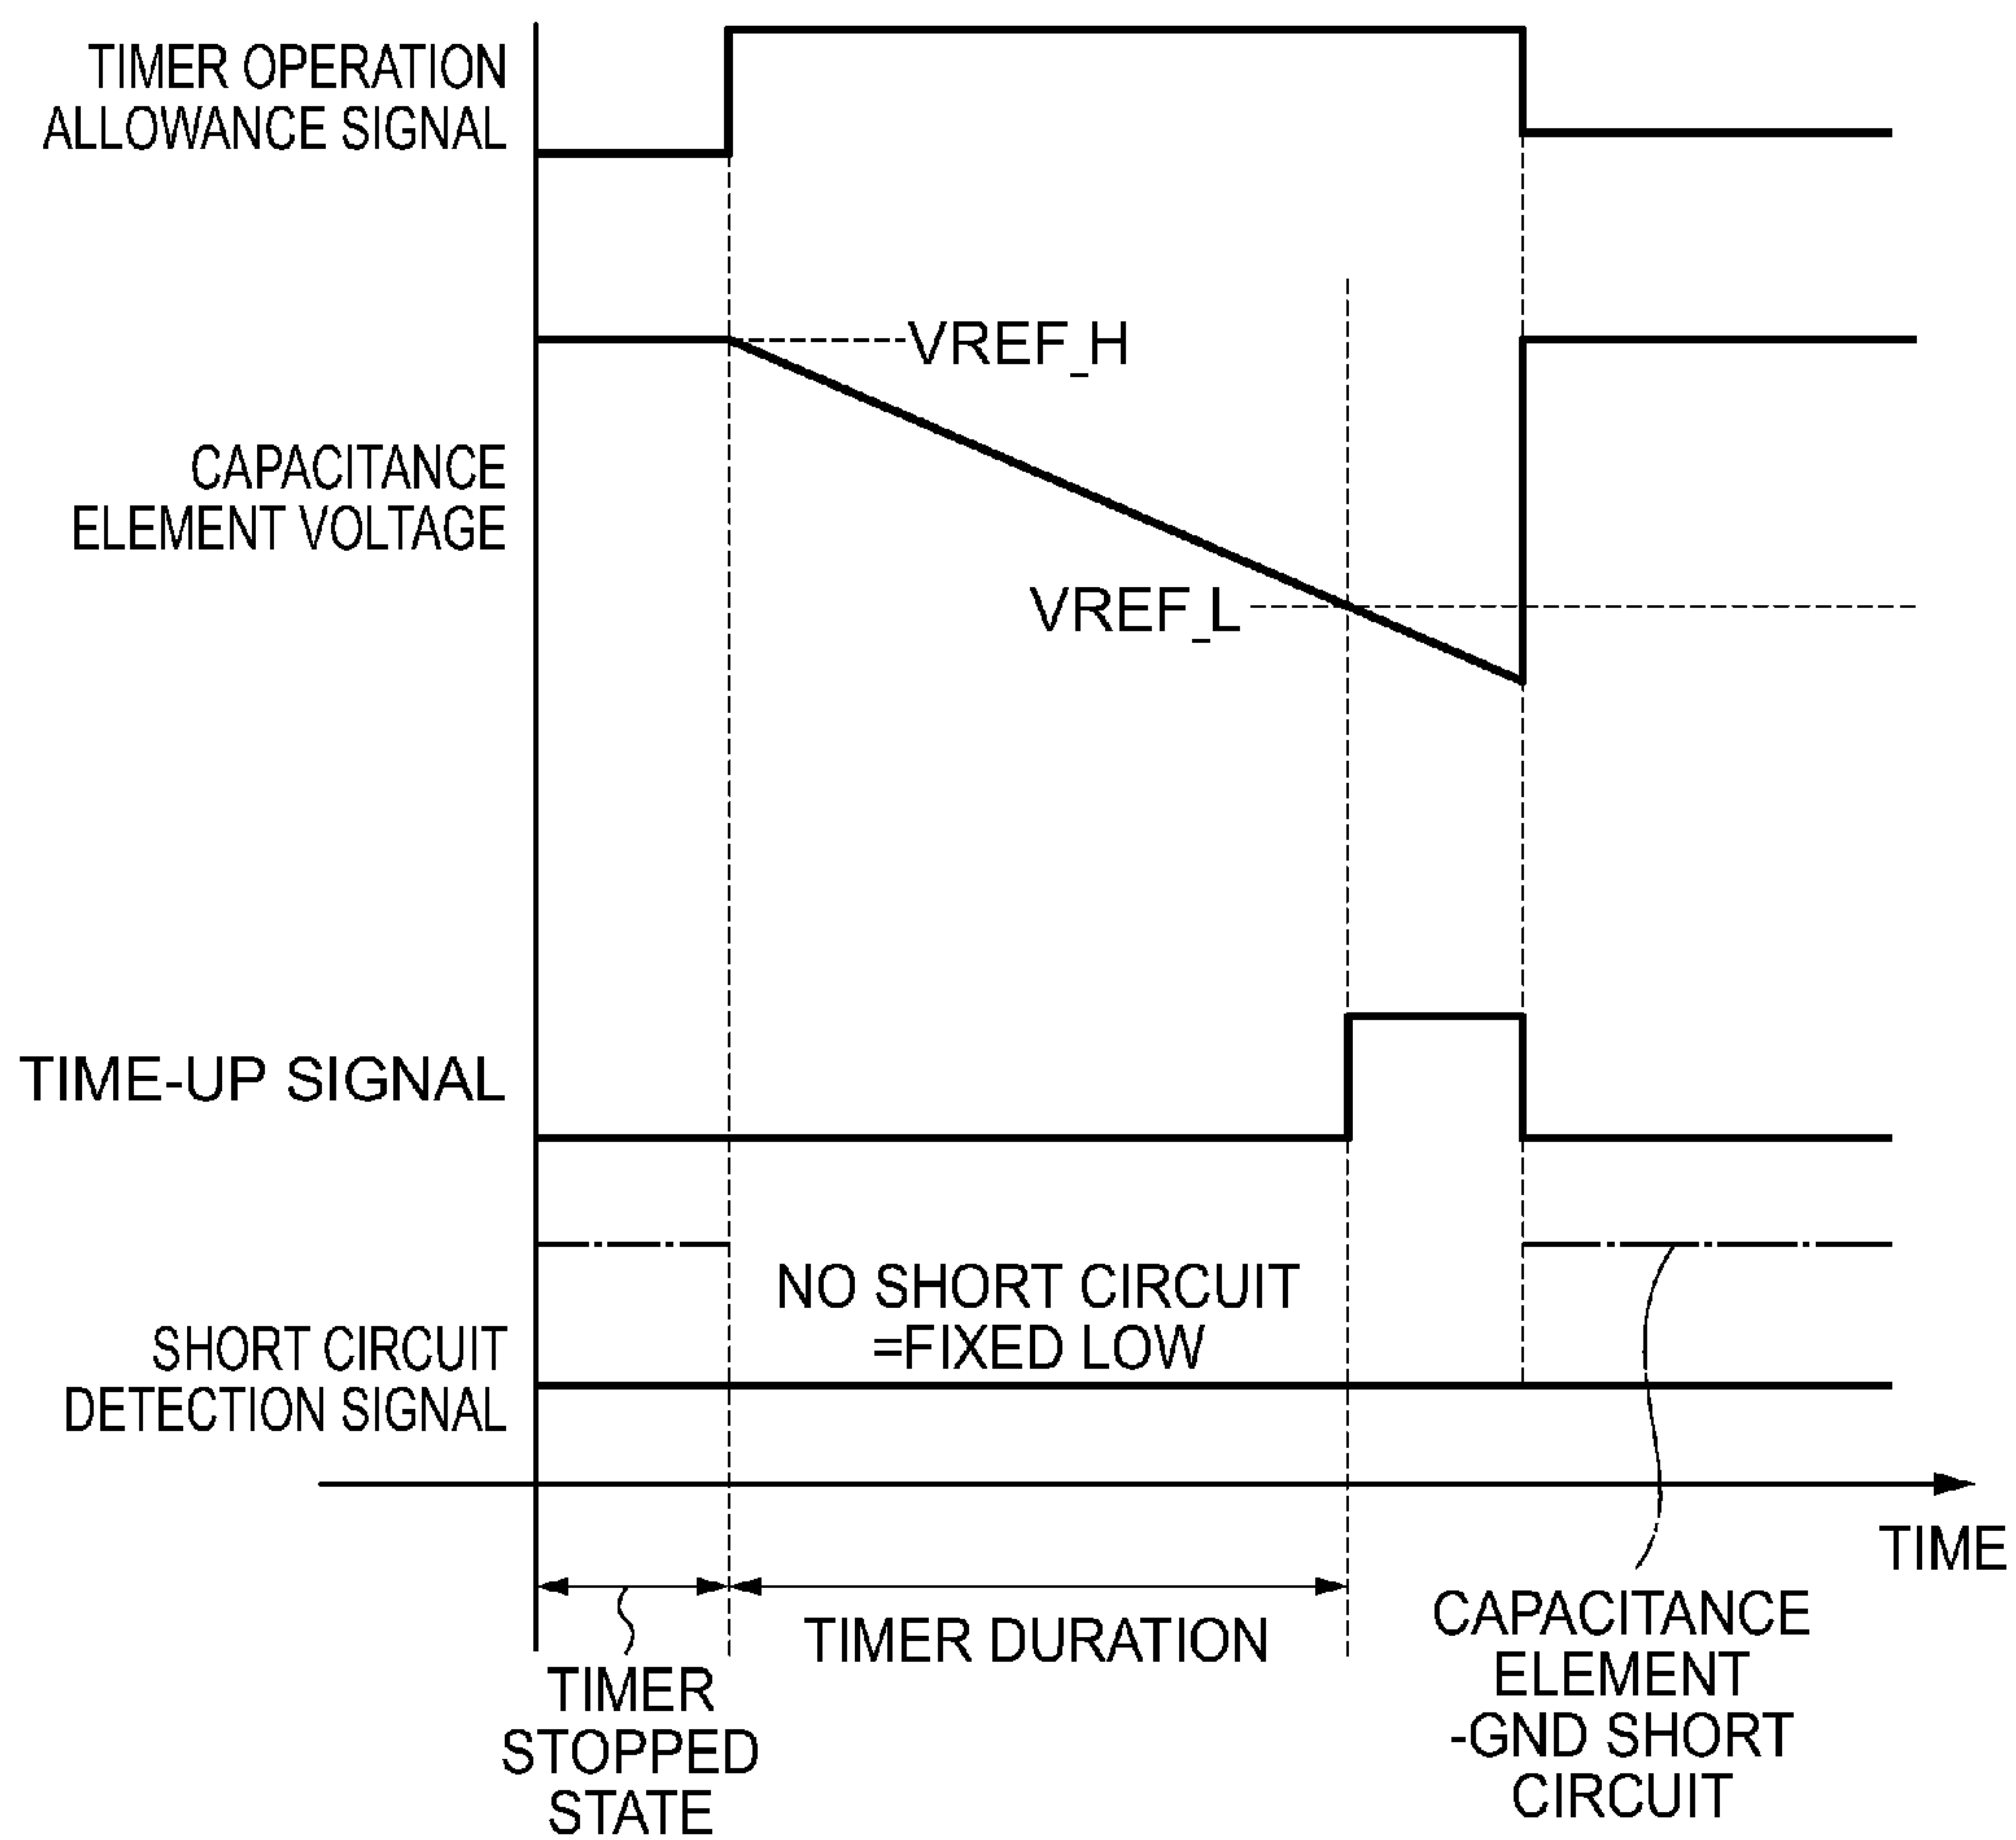 TIMER OPERATION
ALLOWANCE SIGNAL
VREF_H
CAPACITANCE
ELEMENT VOLTAGE
VREF_L
TIME-UP SIGNAL
NO SHORT CIRCUIT
=FIXED LOW
SHORT CIRCUIT
DETECTION SIGNAL
TIME
TIMER DURATION
TIMER
STOPPED
STATE
CAPACITANCE
ELEMENT
-GND SHORT
CIRCUIT